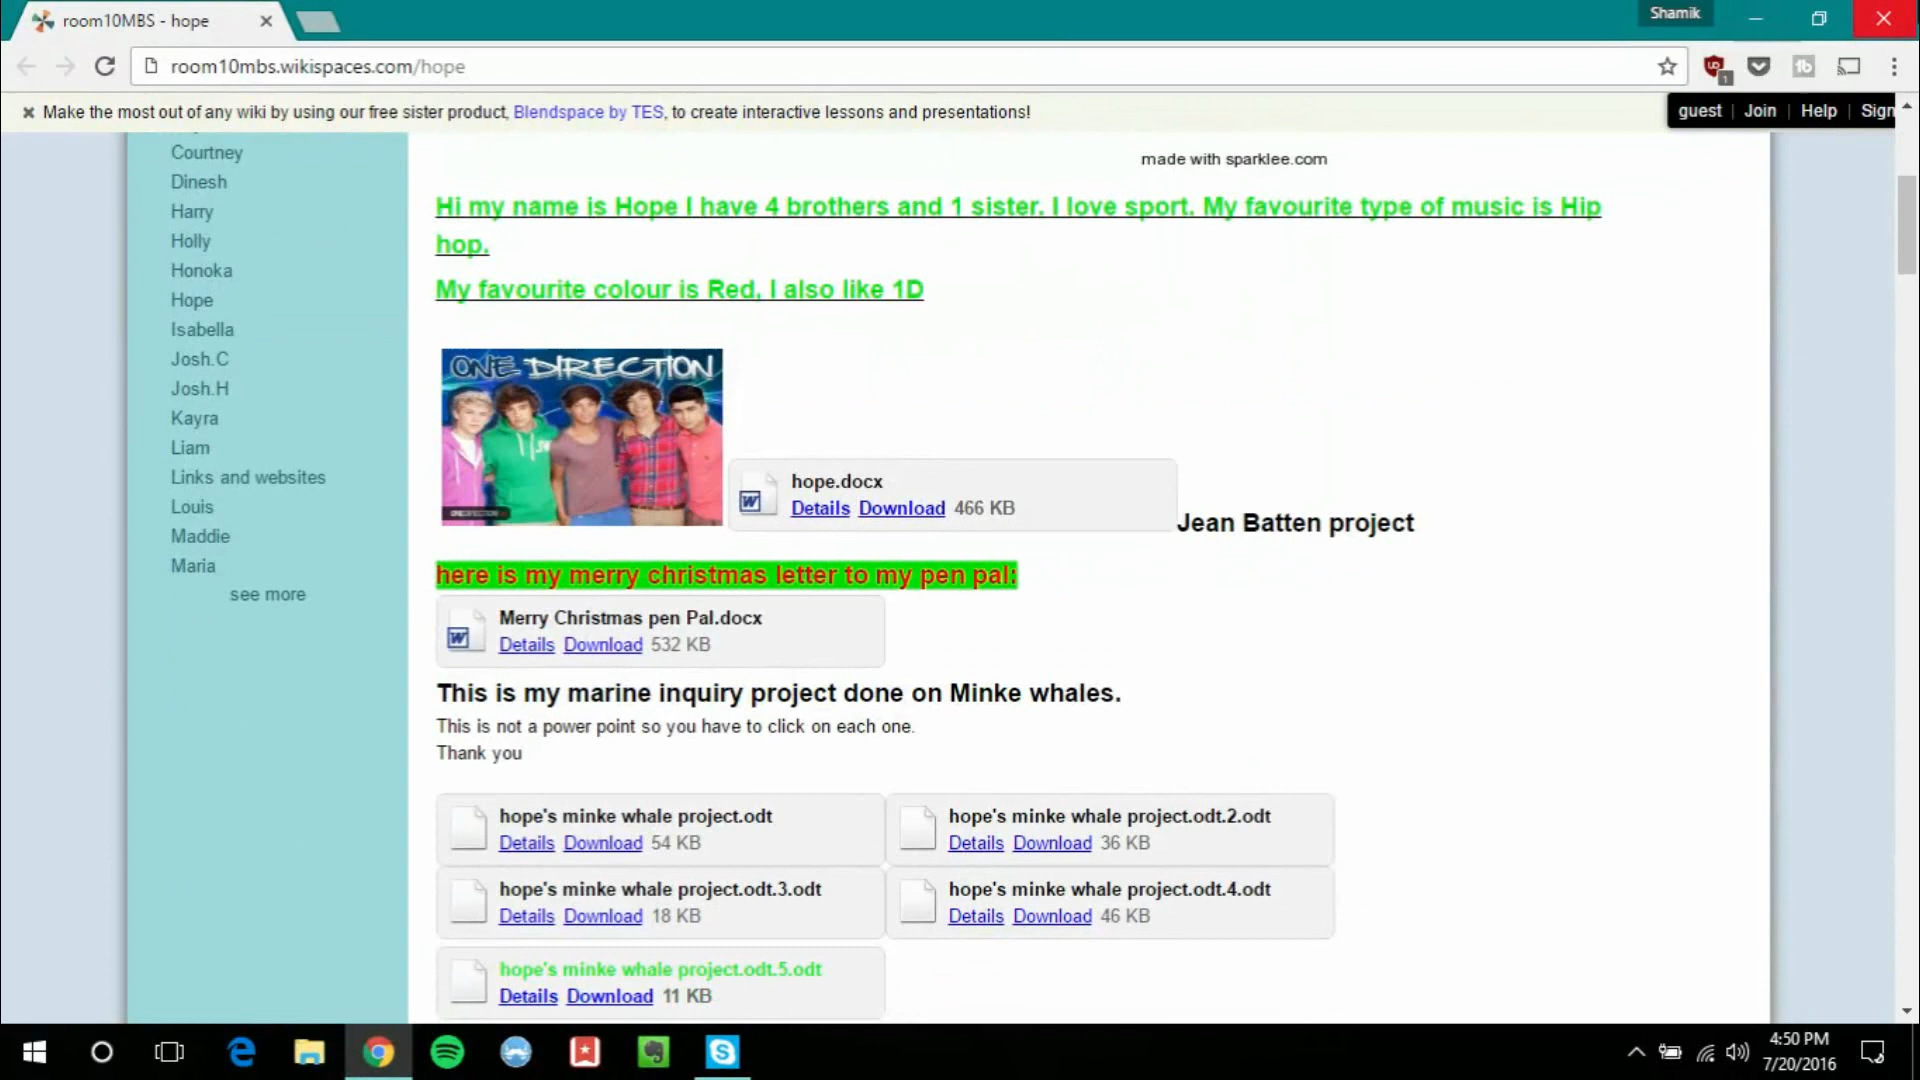 room10MBS - hope
Shamik
room10mbs.wikispaces.com/hope
1
Make the most out of any wiki by using our free sister product, Blendspace by TES, to create interactive lessons and presentations!
guest | Join | Help | Sign
Courtney
Dinesh
Harry
Holly
Honoka
Hope
Isabella
Josh.C
Josh.H
Kayra
Liam
Links and websites
Louis
Maddie
Maria
see more
made with sparklee.com
Hi my name is Hope I have 4 brothers and 1 sister. I love sport. My favourite type of music is Hip
hop.
My favourite colour is Red, I also like 1D
ONE DIRECTION
hope.docx
Details Download 466 KB
Jean Batten project
here is my merry christmas letter to my pen pal:
Merry Christmas pen Pal.docx
Details Download 532 KB
This is my marine inquiry project done on Minke whales.
This is not a power point so you have to click on each one.
Thank you
hope's minke whale project.odt
Details Download 54 KB
hope's minke whale project.odt.2.odt
Details Download 36 KB
hope's minke whale project.odt.3.odt
Details Download 18 KB
hope's minke whale project.odt.4.odt
Details Download 46 KB
hope's minke whale project.odt.5.odt
Details Download 11 KB
4:50 PM
7/20/2016